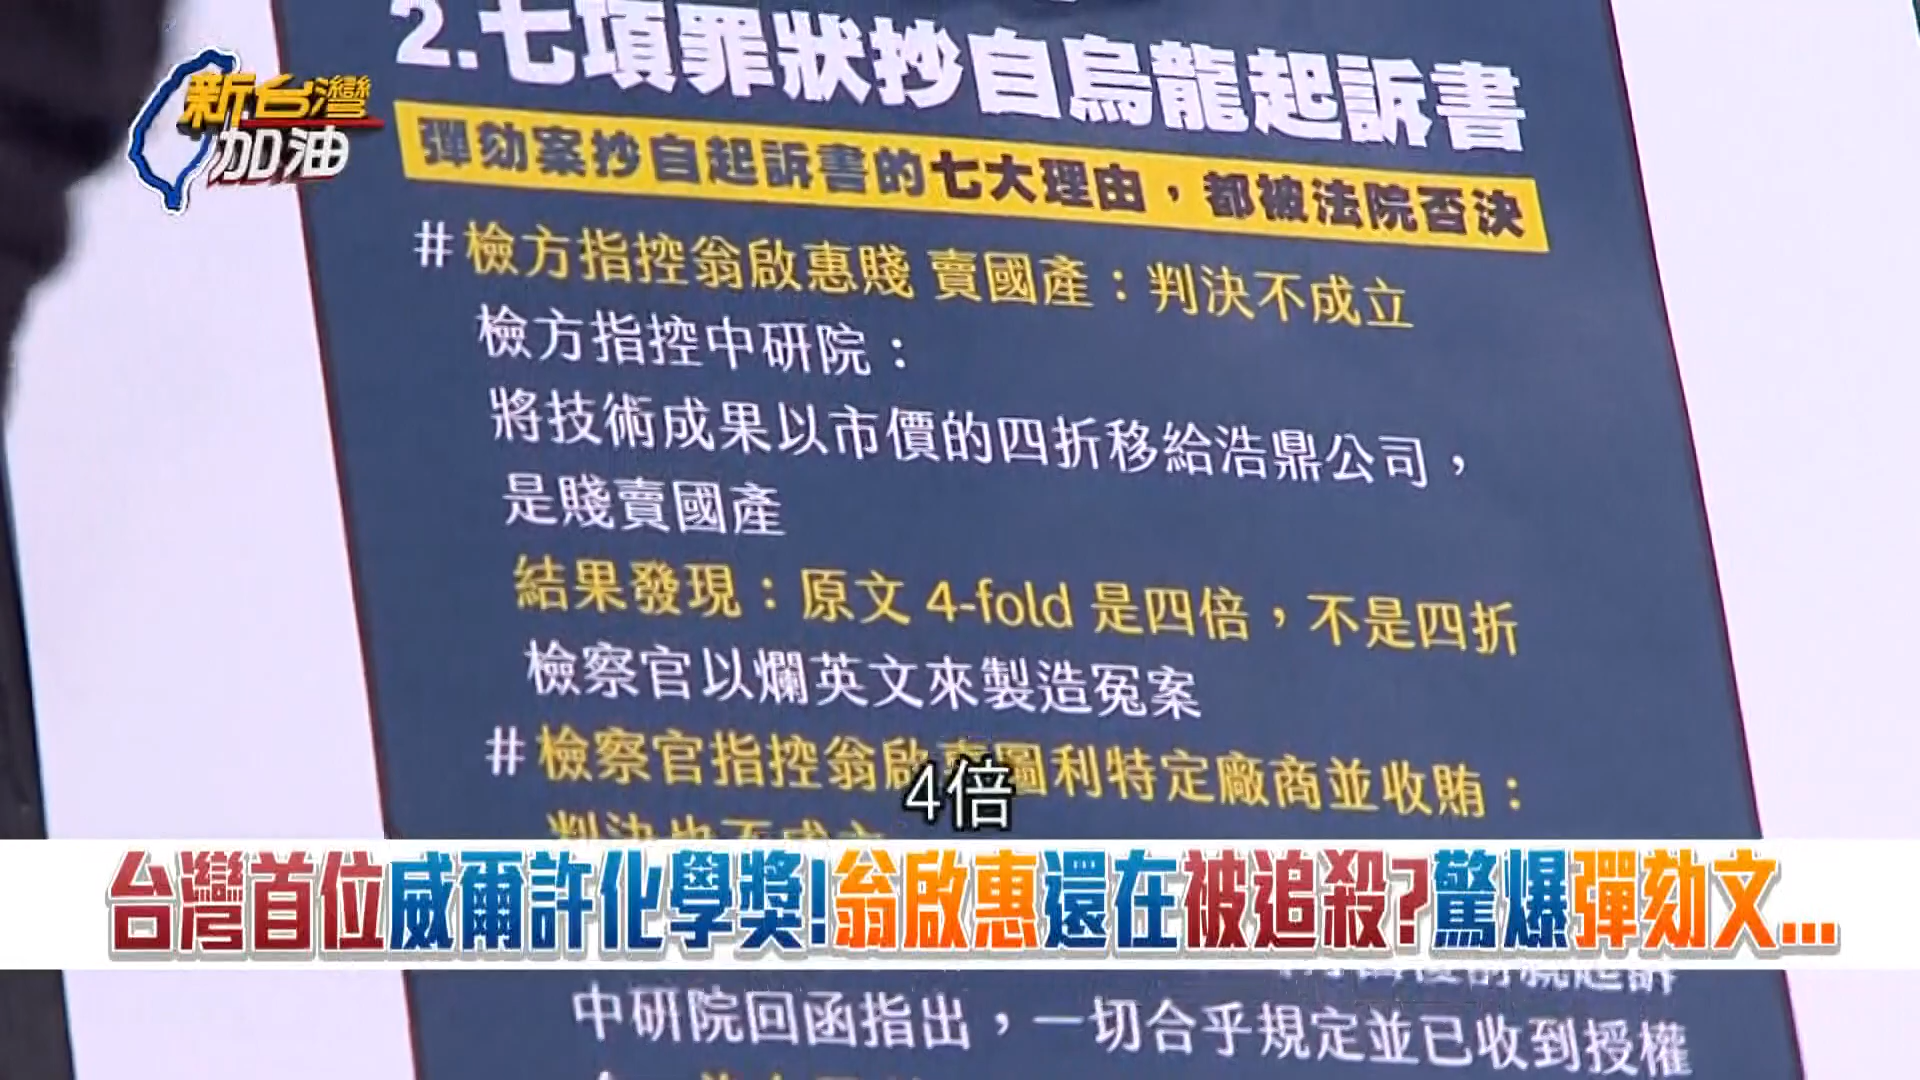 2.七項罪狀抄自烏龍起訴書
新台灣
加油
彈劾案抄自起訴書的七大理由，都被法院否決
#檢方指控翁啟惠賤 賣國產：判決不成立
檢方指控中研院：
將技術成果以市價的四折移給浩鼎公司，
是賤賣國產
結果發現：原文 4-fold 是四倍，不是四折
檢察官以爛英文來製造冤案
#檢察官指控翁啟惠圖利特定廠商並收賄：
4倍
判決也不成立
台灣首位威爾許化學獎!翁啟惠還在被追殺?驚爆彈劾文...
中研院回函指出，一切合乎規定並已收到授權